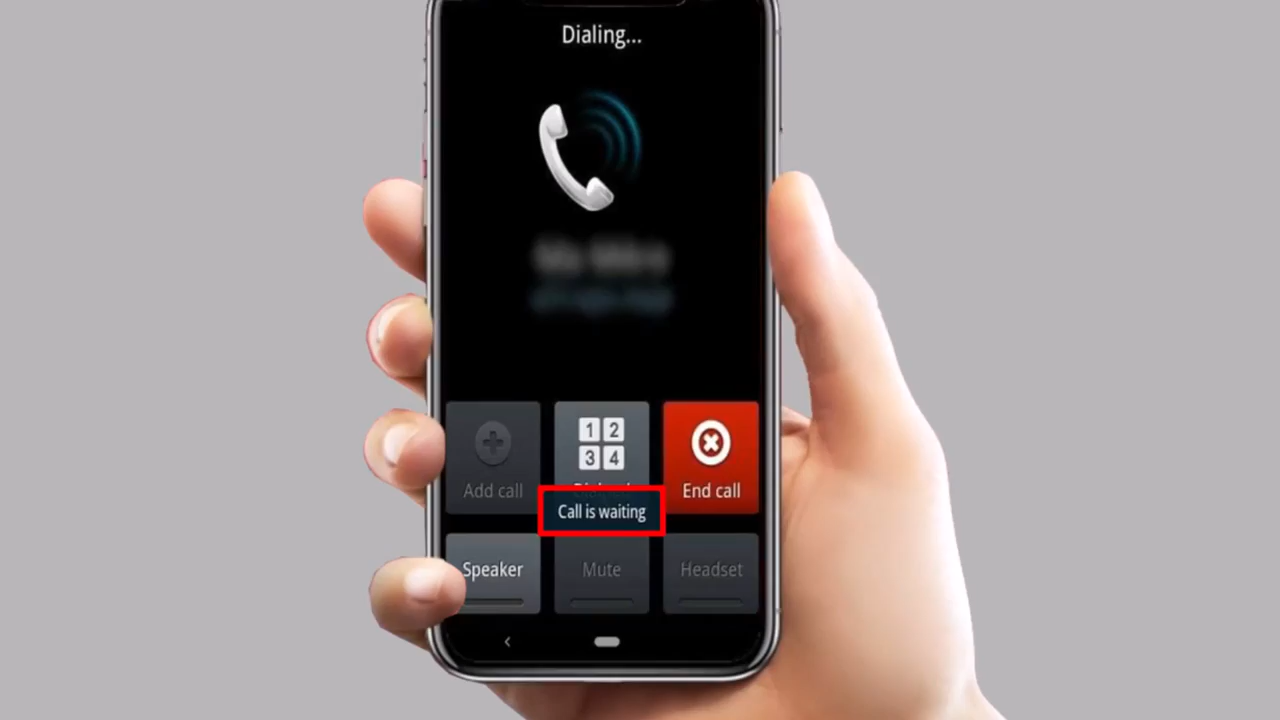 Dialing...
1 2
3 4
Add call
End call
Call is waiting
Speaker
Mute
Headset